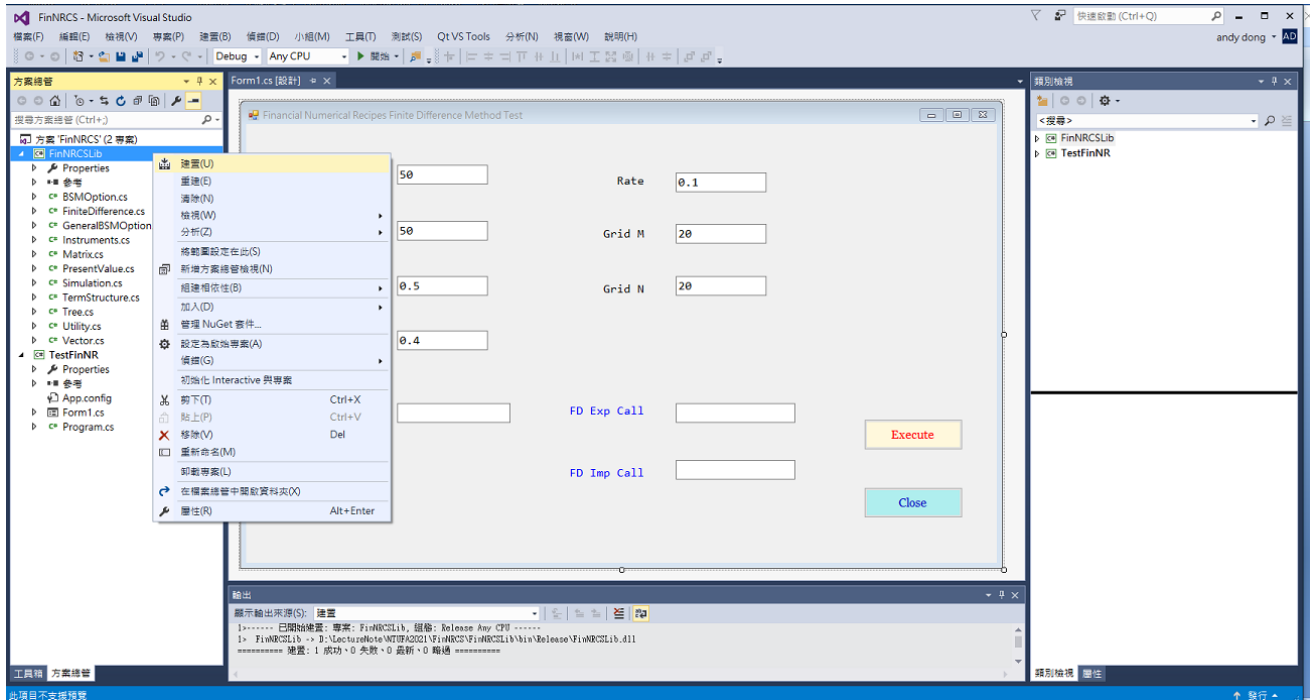 FinNRCS - Microsoft Visual Studio
快速啟動 (Ctrl+Q)
檔案(F) 編輯(E) 檢視(V) 專案(P) 建置(B) 偵錯(D) 小組(M) 工具(T) 測試(S) Qt VS Tools 分析(N) 視窗(W) 說明(H)
andy dong AD
Debug Any CPU 開始
方案總管
搜尋方案總管 (Ctrl+;)
方案 'FinNRCS' (2 專案)
FinNRCSLib
Properties
參考
BSMOption.cs
FiniteDifference.cs
GeneralBSMOption
Instruments.cs
Matrix.cs
PresentValue.cs
Simulation.cs
TermStructure.cs
Tree.cs
Utility.cs
Vector.cs
TestFinNR
Properties
參考
App.config
Form1.cs
Program.cs
工具箱 方案總管
建置(U)
重建(E)
清除(N)
檢視(W)
分析(Z)
將範圍設定在此(S)
新增方案總管檢視(N)
組建相依性(B)
加入(D)
管理 NuGet 套件...
設定為啟始專案(A)
偵錯(G)
初始化 Interactive 與專案
剪下(T) Ctrl+X
貼上(P) Ctrl+V
移除(V) Del
重新命名(M)
卸載專案(L)
在檔案總管中開啟資料夾(X)
屬性(R) Alt+Enter
Form1.cs [設計]
Financial Numerical Recipes Finite Difference Method Test
50 Rate 0.1
50 Grid M 20
0.5 Grid N 20
0.4
FD Exp Call
Execute
FD Imp Call
Close
輸出
顯示輸出來源(S): 建置
1>------ 已開始建置: 專案: FinNRCSLib, 組態: Release Any CPU ------
1> FinNRCSLib -> D:\LectureNote\NTUFA2021\FinNRCS\FinNRCSLib\bin\Release\FinNRCSLib.dll
========== 建置: 1 成功、0 失敗、0 最新、0 略過 ==========
類別檢視
<搜尋>
FinNRCSLib
TestFinNR
類別檢視 屬性
此項目不支援預覽
發行